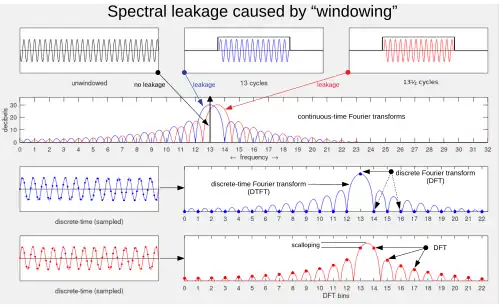 Spectral leakage caused by “windowing”
unwindowed
no leakage
leakage
13 cycles
leakage
13½ cycles
decibels
30
20
10
0
continuous-time Fourier transforms
0 1 2 3 4 5 6 7 8 9 10 11 12 13 14 15 16 17 18 19 20 21 22 23 24 25 26 27 28 29 30 31 32
← frequency →
discrete-time Fourier transform
(DTFT)
discrete Fourier transform
(DFT)
discrete-time (sampled)
0 1 2 3 4 5 6 7 8 9 10 11 12 13 14 15 16 17 18 19 20 21 22
scalloping
DFT
discrete-time (sampled)
0 1 2 3 4 5 6 7 8 9 10 11 12 13 14 15 16 17 18 19 20 21 22
DFT bins